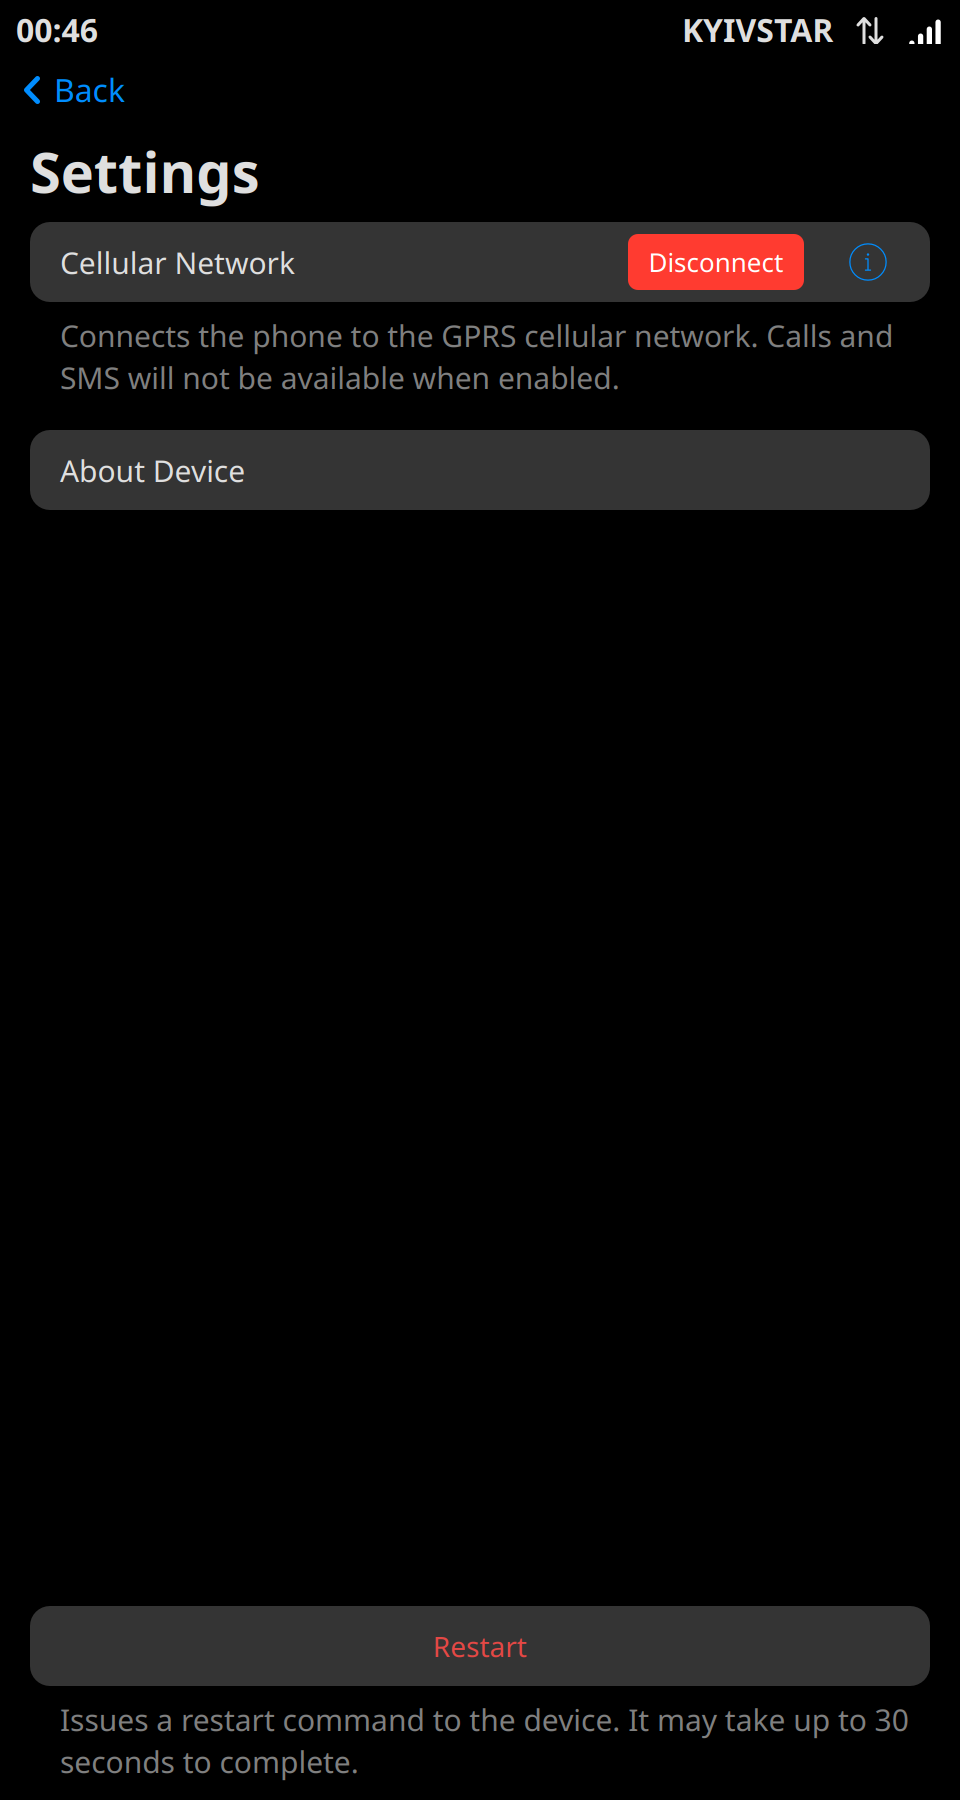 00:46 KYIVSTAR
Back
Settings
Cellular Network Disconnect i
Connects the phone to the GPRS cellular network. Calls and
SMS will not be available when enabled.
About Device
Restart
Issues a restart command to the device. It may take up to 30
seconds to complete.